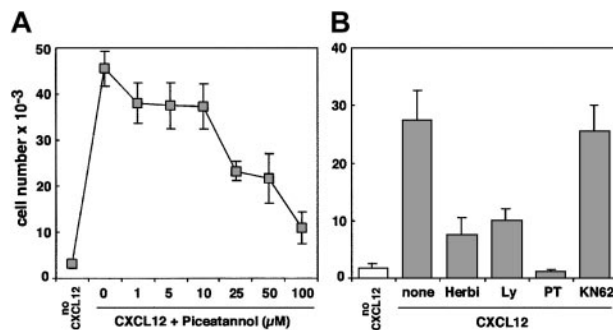 A
B
cell number x 10-3
50
40
30
20
10
0
no CXCL12
0 1 5 10 25 50 100
CXCL12 + Piceatannol (µM)
40
30
20
10
0
no CXCL12
none Herbi Ly PT KN62
CXCL12